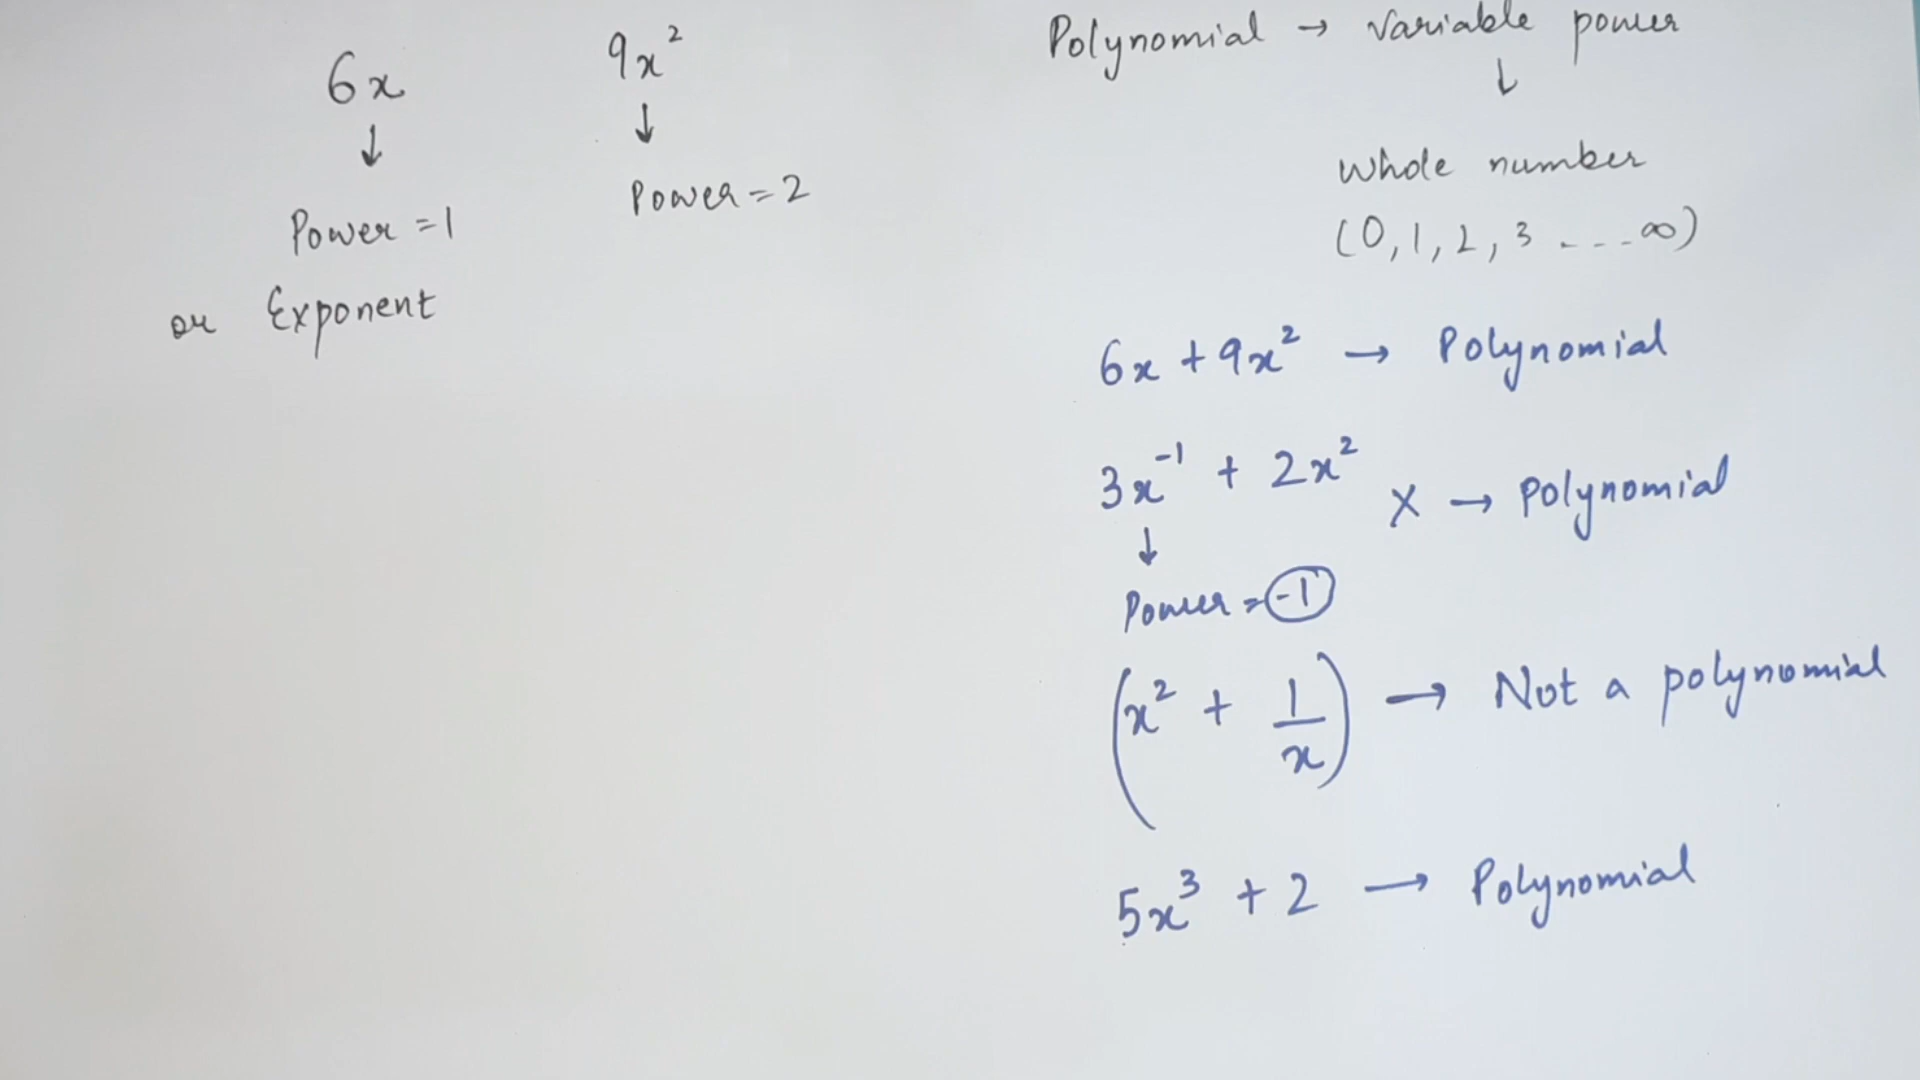 6x
↓
Power = 1
or Exponent
9x²
↓
Power = 2
Polynomial → Variable power
↓
Whole number
(0, 1, 2, 3 ---- ∞)
6x + 9x² → Polynomial
3x⁻¹ + 2x² X → Polynomial
↓
Power = -1
(x² + 1/x) → Not a polynomial
5x³ + 2 → Polynomial